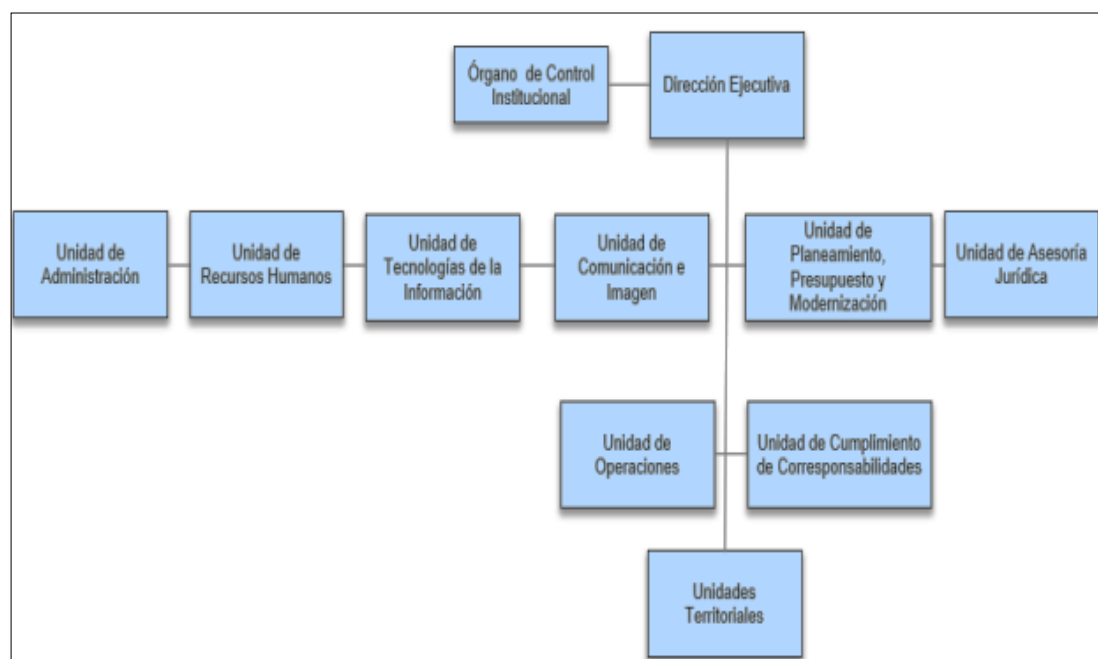 Órgano de Control
Institucional
Dirección Ejecutiva
Unidad de
Administración
Unidad de
Recursos Humanos
Unidad de
Tecnologías de la
Información
Unidad de
Comunicación e
Imagen
Unidad de
Planeamiento,
Presupuesto y
Modernización
Unidad de Asesoría
Jurídica
Unidad de
Operaciones
Unidad de Cumplimiento
de Corresponsabilidades
Unidades
Territoriales